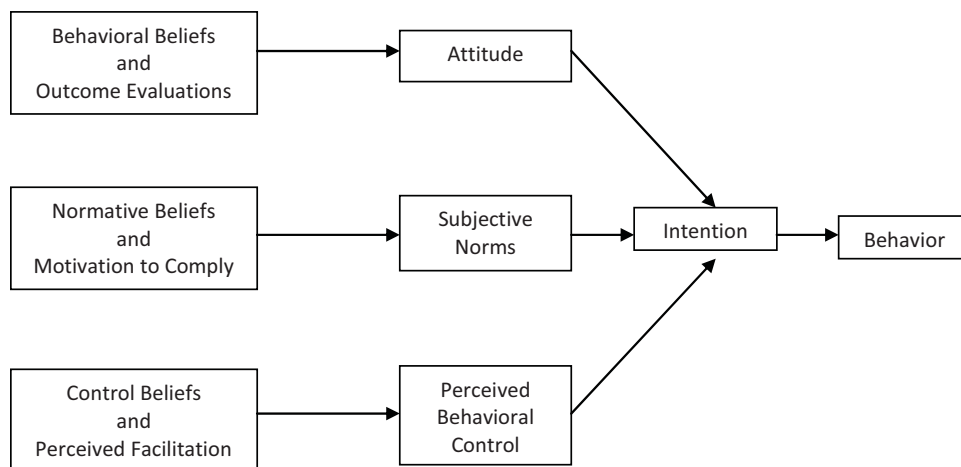 Behavioral Beliefs
and
Outcome Evaluations
Attitude
Normative Beliefs
and
Motivation to Comply
Subjective
Norms
Intention
Behavior
Control Beliefs
and
Perceived Facilitation
Perceived
Behavioral
Control